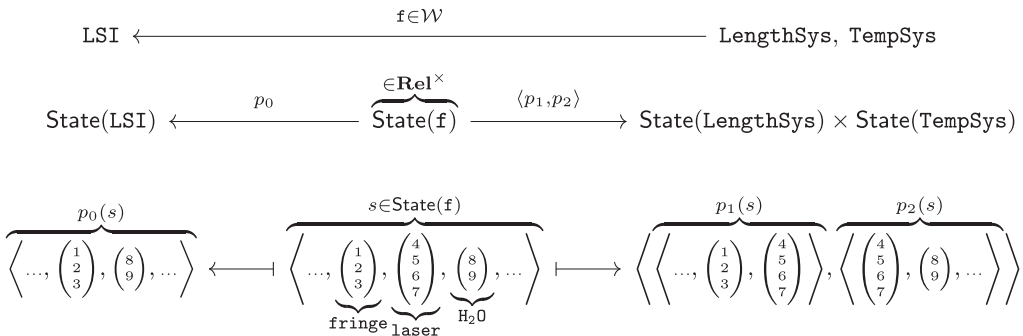 f∈𝒲
LSI ← LengthSys, TempSys
∈Rel×
p₀ ⟨p₁,p₂⟩
State(LSI) ← State(f) → State(LengthSys) × State(TempSys)
p₀(s) s∈State(f) p₁(s) p₂(s)
⟨..., (1 2 3), (8 9), ...⟩ ⟻ ⟨..., (1 2 3), (4 5 6 7), (8 9), ...⟩ ⟼ ⟨⟨..., (1 2 3), (4 5 6 7)⟩, ⟨(4 5 6 7), (8 9), ...⟩⟩
fringe laser H₂O